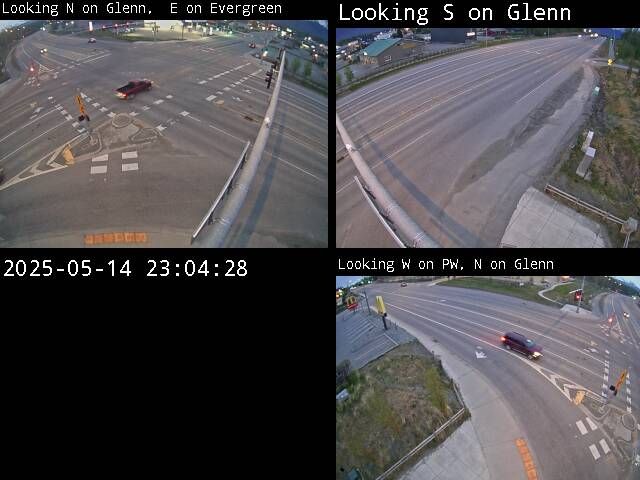 Looking N on Glenn, E on Evergreen
Looking S on Glenn
2025-05-14 23:04:28
Looking W on PW, N on Glenn